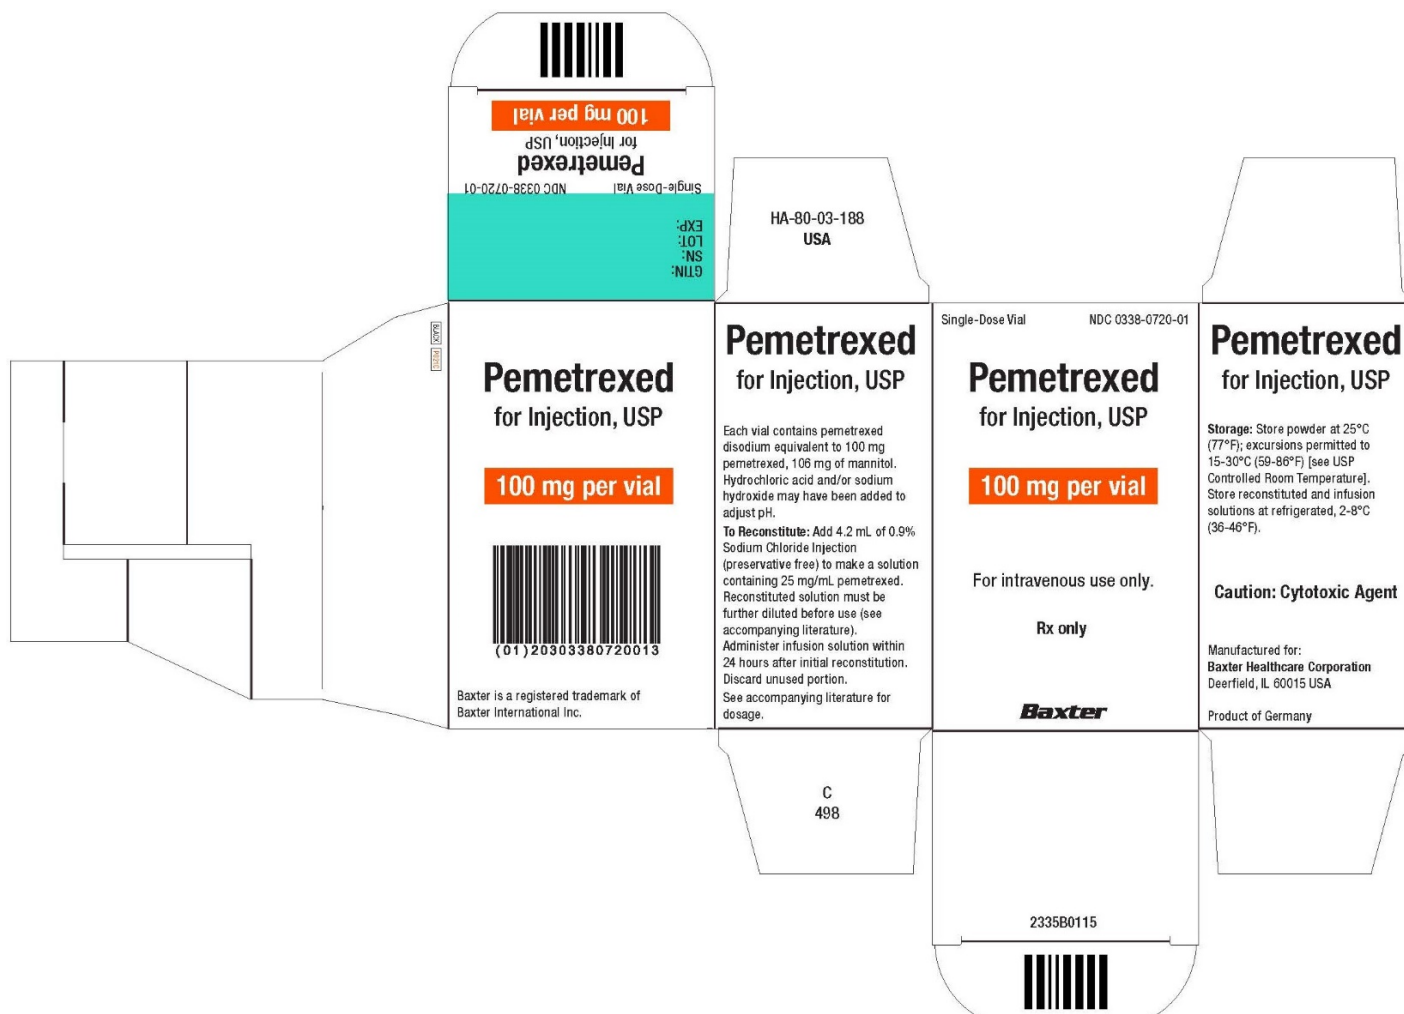 100 mg per vial
for Injection, USP
Pemetrexed
Single-Dose Vial NDC 0338-0720-01
EXP:
LOT:
SN:
GTIN:
BLACK
P021C
Pemetrexed
for Injection, USP
100 mg per vial
(01)20303380720013
Baxter is a registered trademark of
Baxter International Inc.
HA-80-03-188
USA
Pemetrexed
for Injection, USP
Each vial contains pemetrexed
disodium equivalent to 100 mg
pemetrexed, 106 mg of mannitol.
Hydrochloric acid and/or sodium
hydroxide may have been added to
adjust pH.
To Reconstitute: Add 4.2 mL of 0.9%
Sodium Chloride Injection
(preservative free) to make a solution
containing 25 mg/mL pemetrexed.
Reconstituted solution must be
further diluted before use (see
accompanying literature).
Administer infusion solution within
24 hours after initial reconstitution.
Discard unused portion.
See accompanying literature for
dosage.
C
498
Single-Dose Vial NDC 0338-0720-01
Pemetrexed
for Injection, USP
100 mg per vial
For intravenous use only.
Rx only
Baxter
2335B0115
Pemetrexed
for Injection, USP
Storage: Store powder at 25°C
(77°F); excursions permitted to
15-30°C (59-86°F) [see USP
Controlled Room Temperature].
Store reconstituted and infusion
solutions at refrigerated, 2-8°C
(36-46°F).
Caution: Cytotoxic Agent
Manufactured for:
Baxter Healthcare Corporation
Deerfield, IL 60015 USA
Product of Germany